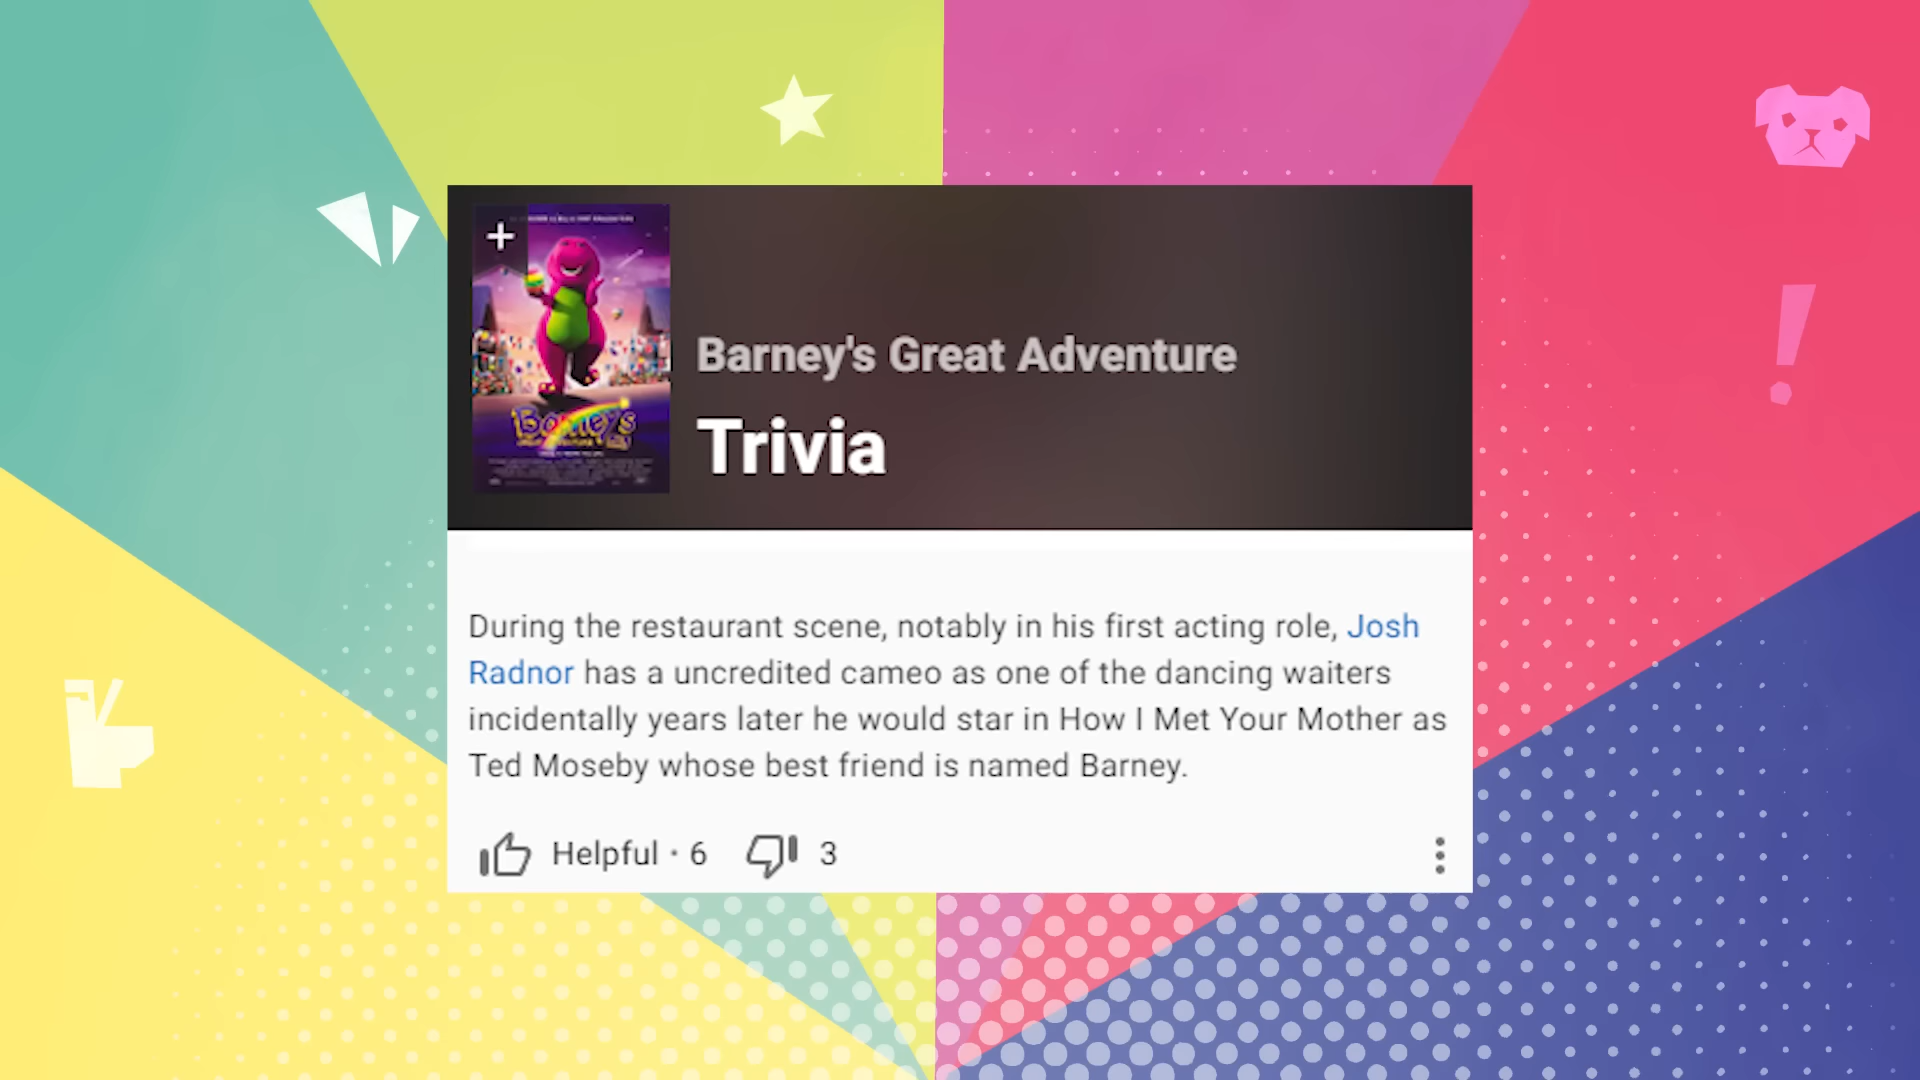 Barney's
Barney's Great Adventure
Trivia
During the restaurant scene, notably in his first acting role, Josh
Radnor has a uncredited cameo as one of the dancing waiters
incidentally years later he would star in How I Met Your Mother as
Ted Moseby whose best friend is named Barney.
Helpful · 6 3